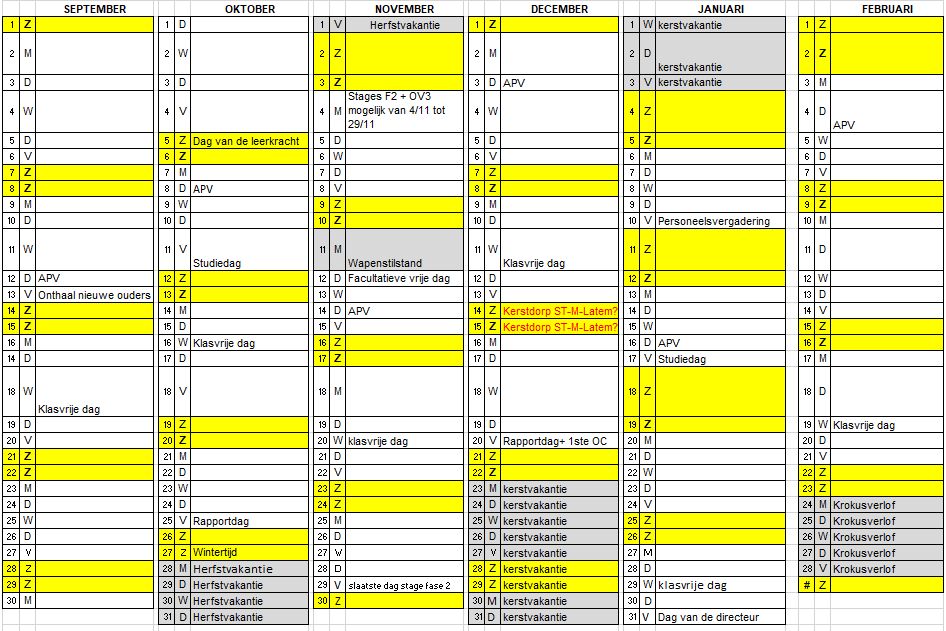 SEPTEMBER
1 Z
2 M
3 D
4 W
5 D
6 V
7 Z
8 Z
9 M
10 D
11 W
12 D APV
13 V Onthaal nieuwe ouders
14 Z
15 Z
16 M
14 D
18 W Klasvrije dag
19 D
20 V
21 Z
22 Z
23 M
24 D
25 W
26 D
27 V
28 Z
29 Z
30 M
OKTOBER
1 D
2 W
3 D
4 V
5 Z Dag van de leerkracht
6 Z
7 M
8 D APV
9 W
10 D
11 V Studiedag
12 Z
13 Z
14 M
15 D
16 W Klasvrije dag
17 D
18 V
19 Z
20 Z
21 M
22 D
23 W
24 D
25 V Rapportdag
26 Z
27 Z Wintertijd
28 M Herfstvakantie
29 D Herfstvakantie
30 W Herfstvakantie
31 D Herfstvakantie
NOVEMBER
1 V Herfstvakantie
2 Z
3 Z
4 M Stages F2 + OV3
mogelijk van 4/11 tot
29/11
5 D
6 W
7 D
8 V
9 Z
10 Z
11 M Wapenstilstand
12 D Facultatieve vrije dag
13 W
14 D APV
15 V
16 Z
17 Z
18 M
19 D
20 W klasvrije dag
21 D
22 V
23 Z
24 Z
25 M
26 D
27 W
28 D
29 V slaatste dag stage fase 2
30 Z
DECEMBER
1 Z
2 M
3 D APV
4 W
5 D
6 V
7 Z
8 Z
9 M
10 D
11 W Klasvrije dag
12 D
13 V
14 Z Kerstdorp ST-M-Latem?
15 Z Kerstdorp ST-M-Latem?
16 M
17 D
18 W
19 D
20 V Rapportdag+ 1ste OC
21 Z
22 Z
23 M kerstvakantie
24 D kerstvakantie
25 W kerstvakantie
26 D kerstvakantie
27 V kerstvakantie
28 Z kerstvakantie
29 Z kerstvakantie
30 M kerstvakantie
31 D kerstvakantie
JANUARI
1 W kerstvakantie
2 D kerstvakantie
3 V kerstvakantie
4 Z
5 Z
6 M
7 D
8 W
9 D
10 V Personeelsvergadering
11 Z
12 Z
13 M
14 D
15 W
16 D APV
17 V Studiedag
18 Z
19 Z
20 M
21 D
22 W
23 D
24 V
25 Z
26 Z
27 M
28 D
29 W klasvrije dag
30 D
31 V Dag van de directeur
FEBRUARI
1 Z
2 Z
3 M
4 D APV
5 W
6 D
7 V
8 Z
9 Z
10 M
11 D
12 W
13 D
14 V
15 Z
16 Z
17 M
18 D
19 W Klasvrije dag
20 D
21 V
22 Z
23 Z
24 M Krokusverlof
25 D Krokusverlof
26 W Krokusverlof
27 D Krokusverlof
28 V Krokusverlof
# Z